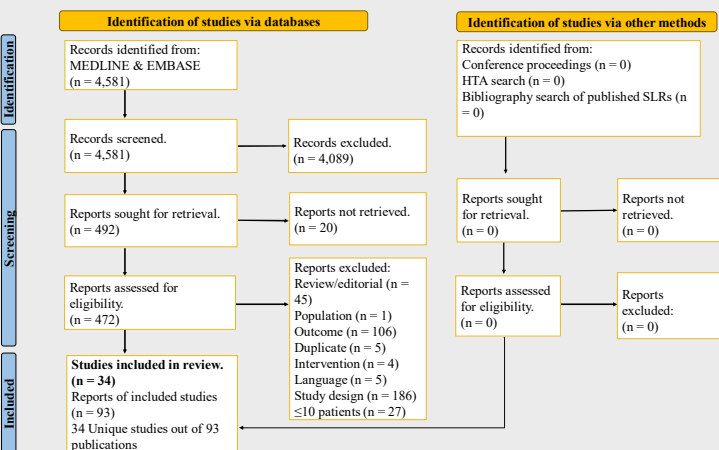 Identification of studies via databases
Identification of studies via other methods
Identification
Records identified from:
MEDLINE & EMBASE
(n = 4,581)
Records identified from:
Conference proceedings (n = 0)
HTA search (n = 0)
Bibliography search of published SLRs (n
= 0)
Screening
Records screened.
(n = 4,581)
Records excluded.
(n = 4,089)
Reports sought for retrieval.
(n = 492)
Reports not retrieved.
(n = 20)
Reports sought
for retrieval.
(n = 0)
Reports not
retrieved.
(n = 0)
Reports assessed for
eligibility.
(n = 472)
Reports excluded:
Review/editorial (n =
45)
Population (n = 1)
Outcome (n = 106)
Duplicate (n = 5)
Intervention (n = 4)
Language (n = 5)
Study design (n = 186)
≤10 patients (n = 27)
Reports assessed
for eligibility.
(n = 0)
Reports
excluded:
(n = 0)
Included
Studies included in review.
(n = 34)
Reports of included studies
(n = 93)
34 Unique studies out of 93
publications